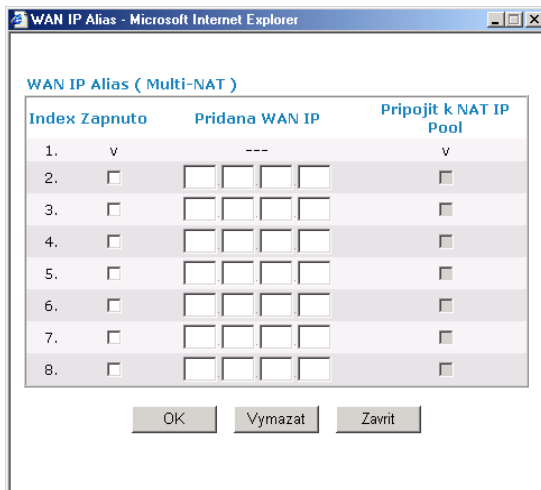 WAN IP Alias - Microsoft Internet Explorer
WAN IP Alias ( Multi-NAT )
Index Zapnuto Pridana WAN IP Pripojit k NAT IP Pool
1. v --- v
2.
3.
4.
5.
6.
7.
8.
OK Vymazat Zavrit